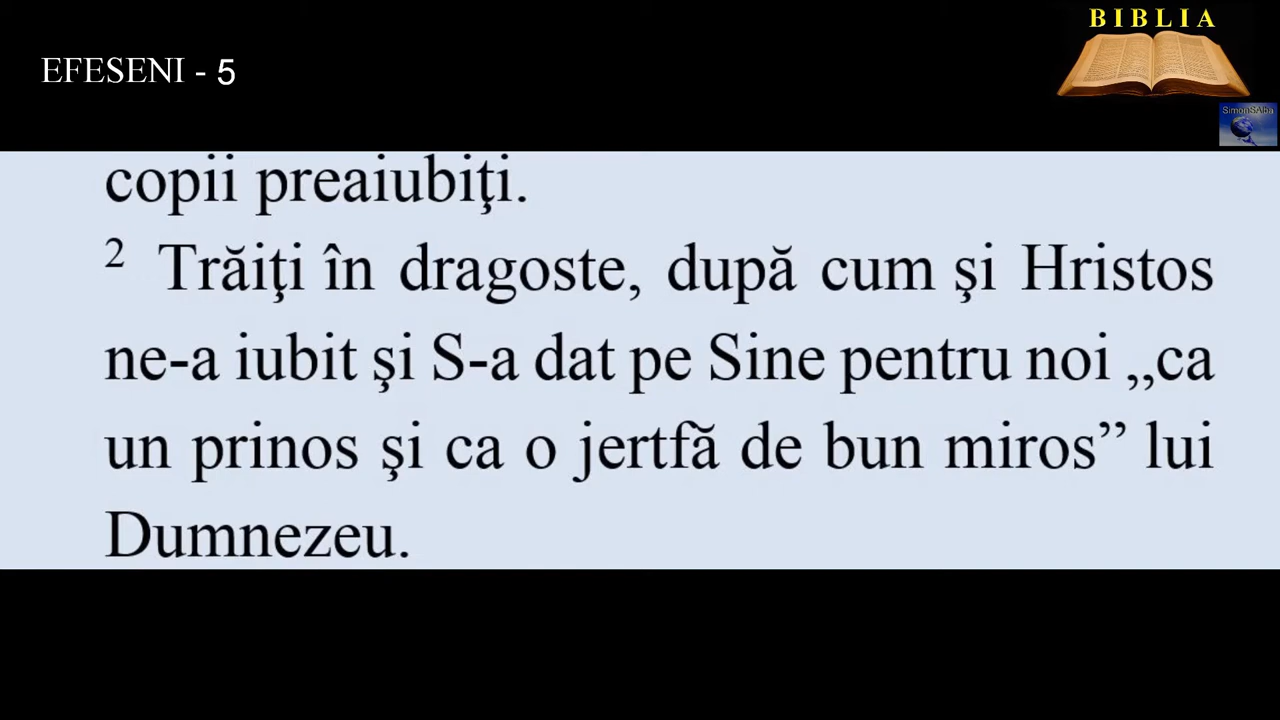 BIBLIA
EFESENI - 5
SimonSAlba
copii preaiubiţi.
2 Trăiţi în dragoste, după cum şi Hristos
ne-a iubit şi S-a dat pe Sine pentru noi „ca
un prinos şi ca o jertfă de bun miros” lui
Dumnezeu.